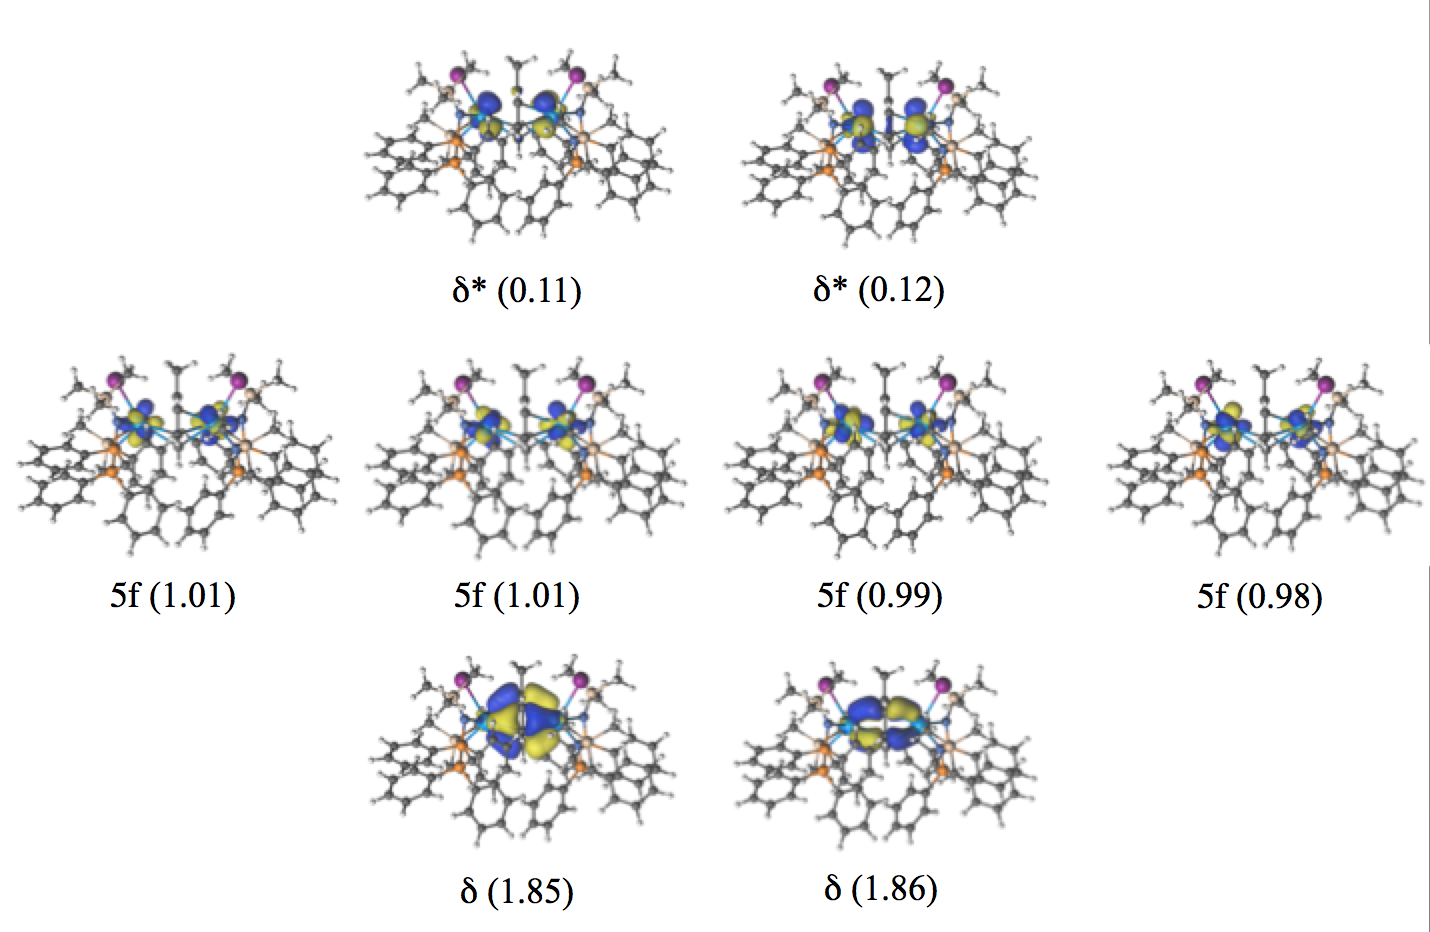 δ* (0.11)
δ* (0.12)
5f (1.01)
5f (1.01)
5f (0.99)
5f (0.98)
δ (1.85)
δ (1.86)